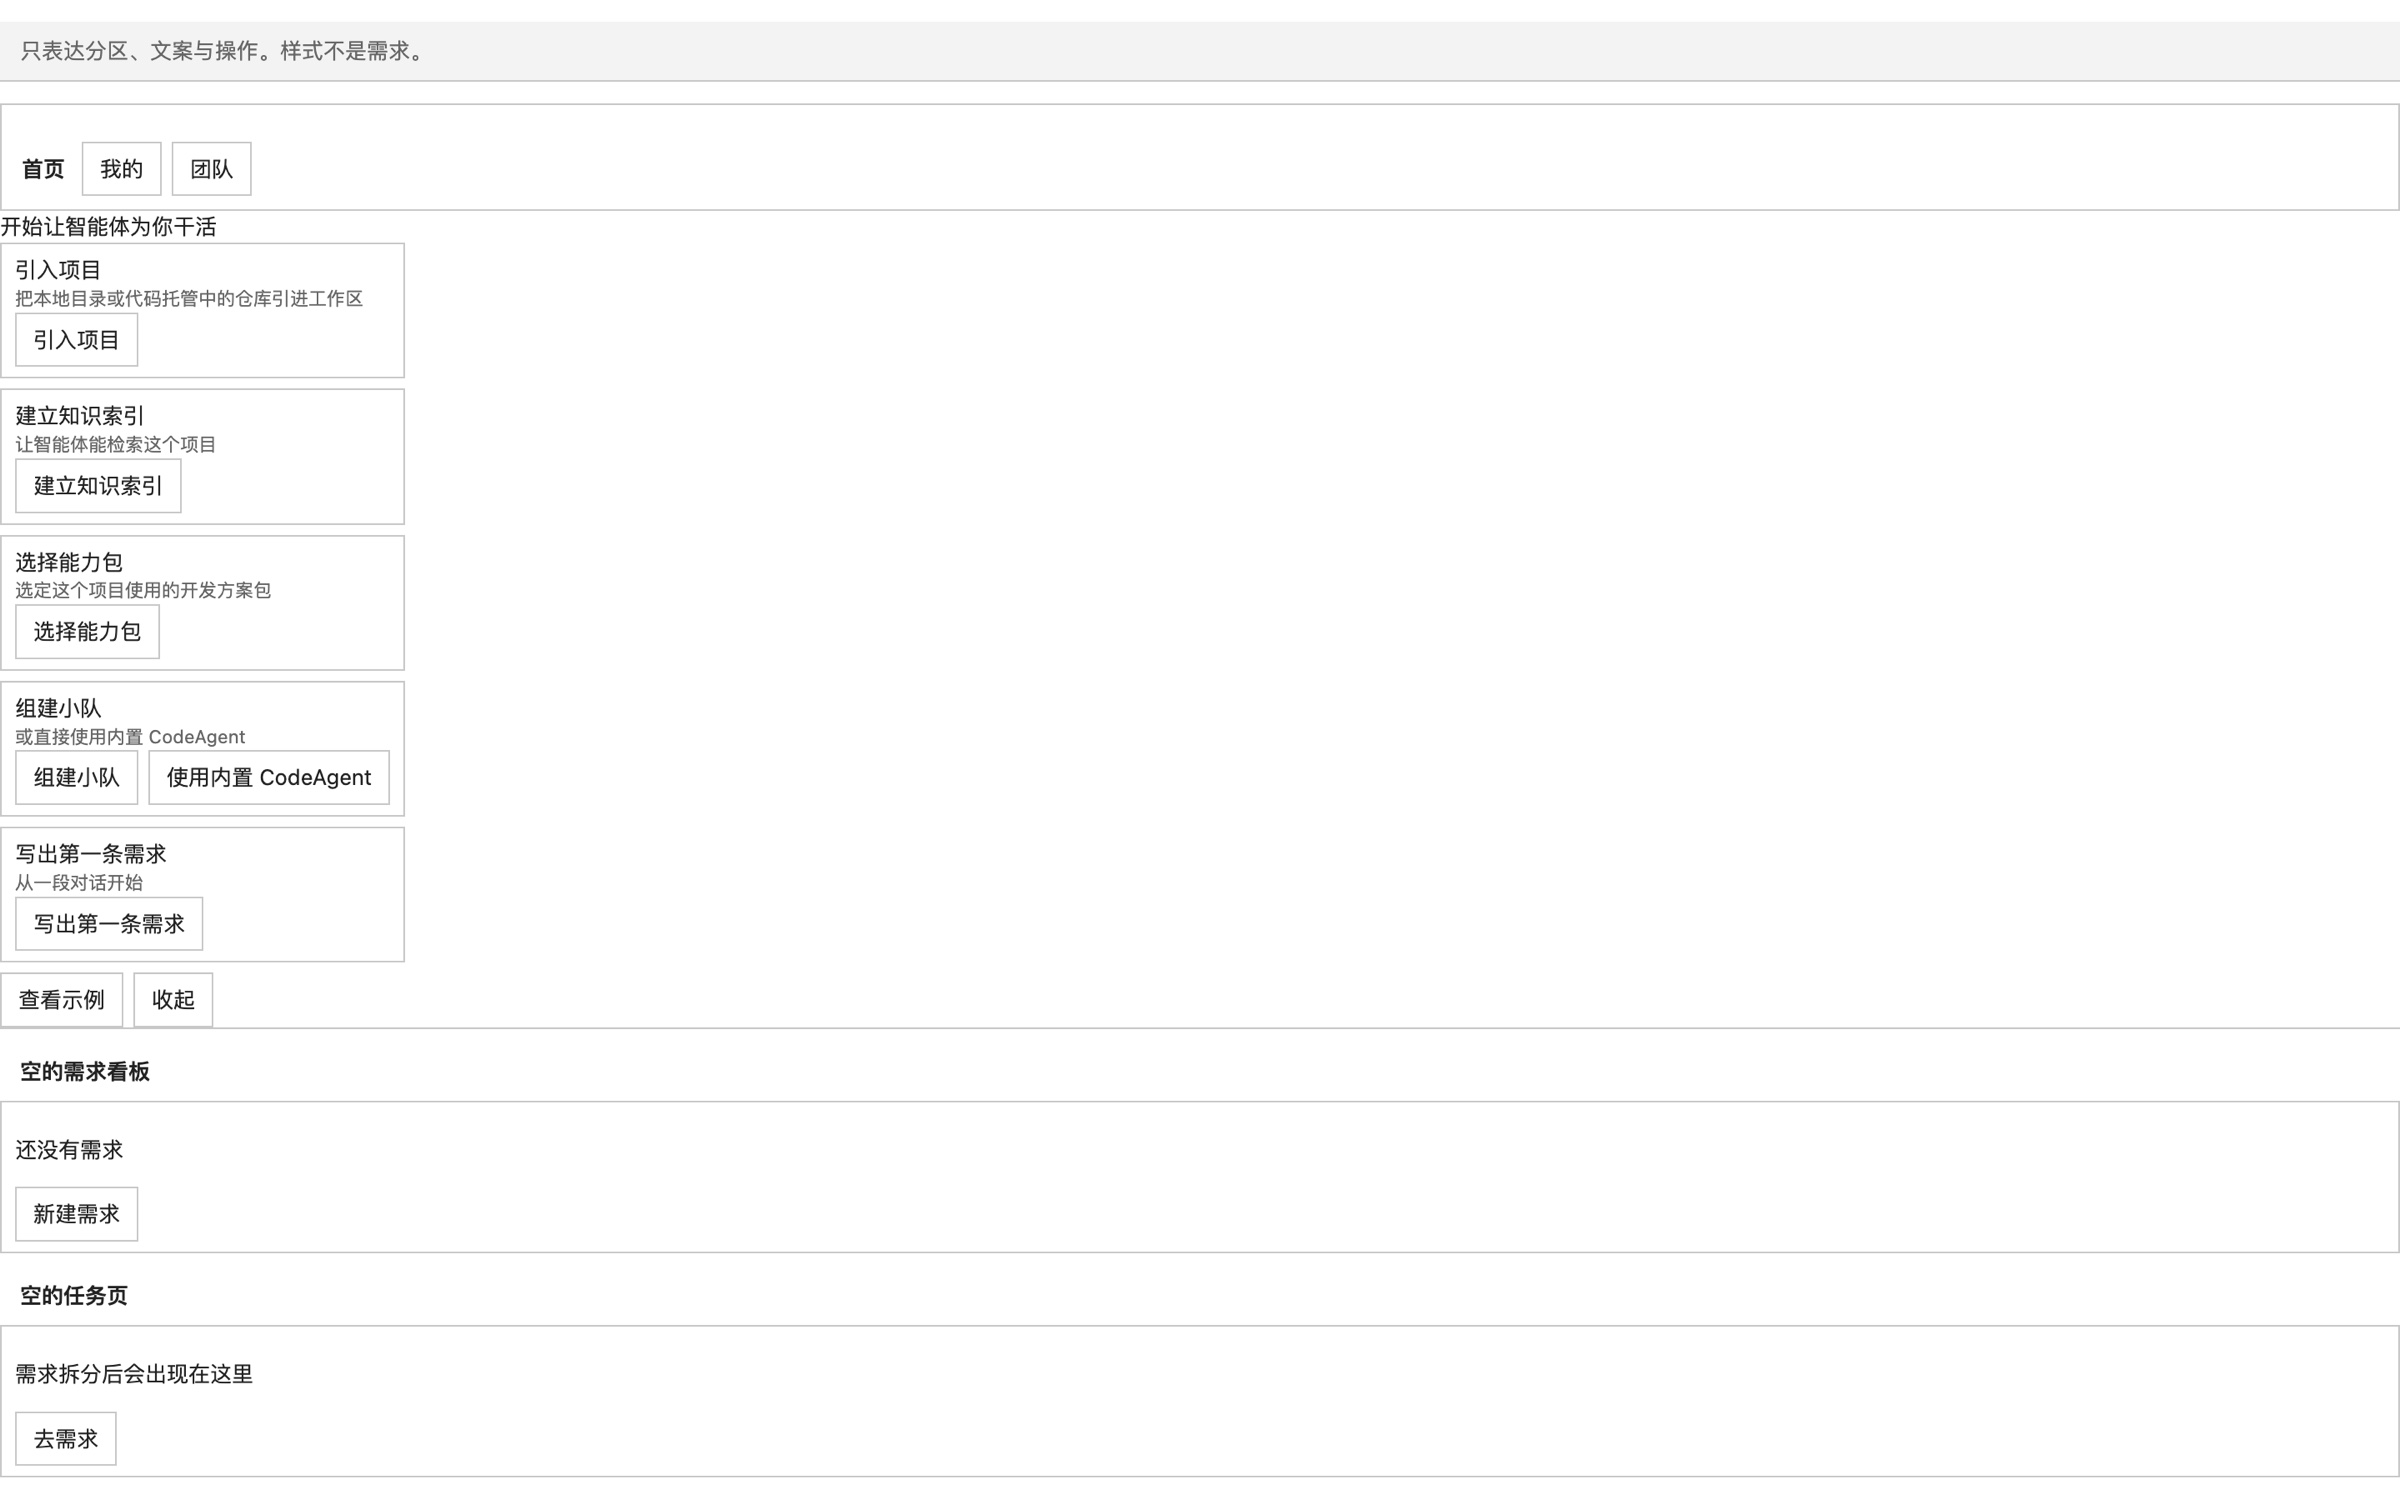 只表达分区、文案与操作。样式不是需求。
首页 我的 团队
开始让智能体为你干活
引入项目
把本地目录或代码托管中的仓库引进工作区
引入项目
建立知识索引
让智能体能检索这个项目
建立知识索引
选择能力包
选定这个项目使用的开发方案包
选择能力包
组建小队
或直接使用内置 CodeAgent
组建小队 使用内置 CodeAgent
写出第一条需求
从一段对话开始
写出第一条需求
查看示例 收起
空的需求看板
还没有需求
新建需求
空的任务页
需求拆分后会出现在这里
去需求